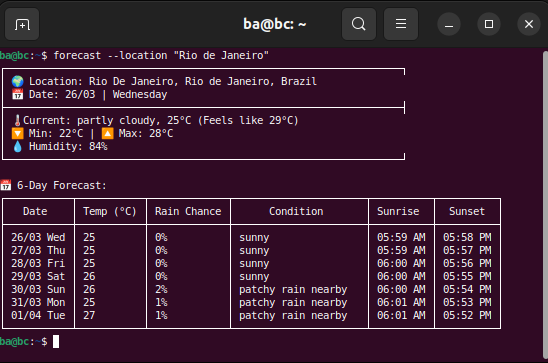 ba@bc: ~
ba@bc:~$ forecast --location "Rio de Janeiro"
🌍 Location: Rio De Janeiro, Rio de Janeiro, Brazil
📅 Date: 26/03 | Wednesday
🌡Current: partly cloudy, 25°C (Feels like 29°C)
🔽 Min: 22°C | 🔼 Max: 28°C
💧 Humidity: 84%
📅 6-Day Forecast:
Date Temp (°C) Rain Chance Condition Sunrise Sunset
26/03 Wed 25 0% sunny 05:59 AM 05:58 PM
27/03 Thu 25 0% sunny 05:59 AM 05:57 PM
28/03 Fri 25 0% sunny 06:00 AM 05:56 PM
29/03 Sat 26 0% sunny 06:00 AM 05:55 PM
30/03 Sun 26 2% patchy rain nearby 06:00 AM 05:54 PM
31/03 Mon 25 1% patchy rain nearby 06:01 AM 05:53 PM
01/04 Tue 27 1% patchy rain nearby 06:01 AM 05:52 PM
ba@bc:~$